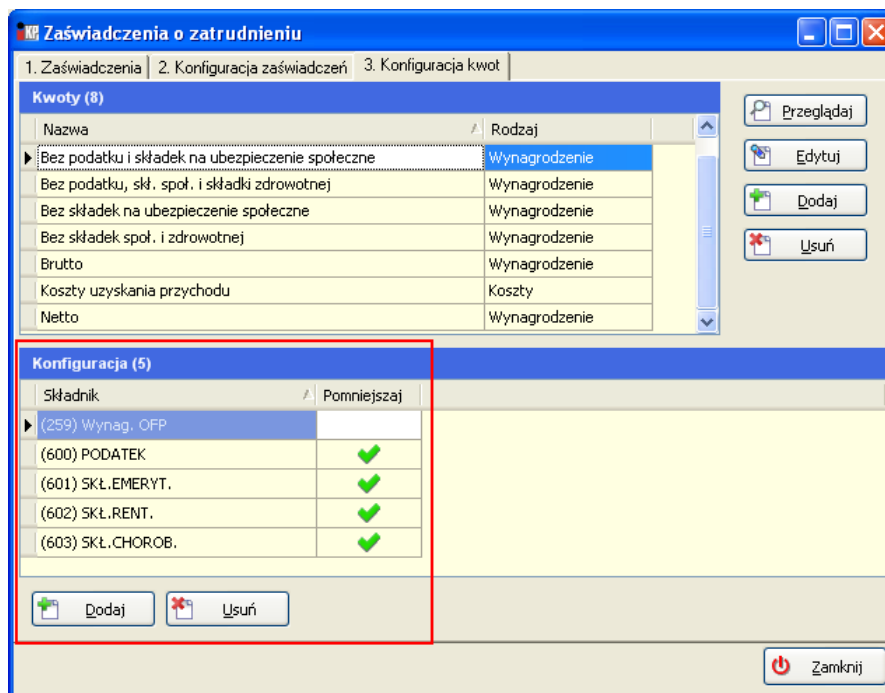 iKP Zaświadczenia o zatrudnieniu
1. Zaświadczenia 2. Konfiguracja zaświadczeń 3. Konfiguracja kwot
Kwoty (8)
Nazwa Rodzaj
Bez podatku i składek na ubezpieczenie społeczne Wynagrodzenie
Bez podatku, skł. społ. i składki zdrowotnej Wynagrodzenie
Bez składek na ubezpieczenie społeczne Wynagrodzenie
Bez składek społ. i zdrowotnej Wynagrodzenie
Brutto Wynagrodzenie
Koszty uzyskania przychodu Koszty
Netto Wynagrodzenie
Przeglądaj
Edytuj
Dodaj
Usuń
Konfiguracja (5)
Składnik Pomniejszaj
(259) Wynag. OFP
(600) PODATEK
(601) SKŁ.EMERYT.
(602) SKŁ.RENT.
(603) SKŁ.CHOROB.
Dodaj Usuń
Zamknij